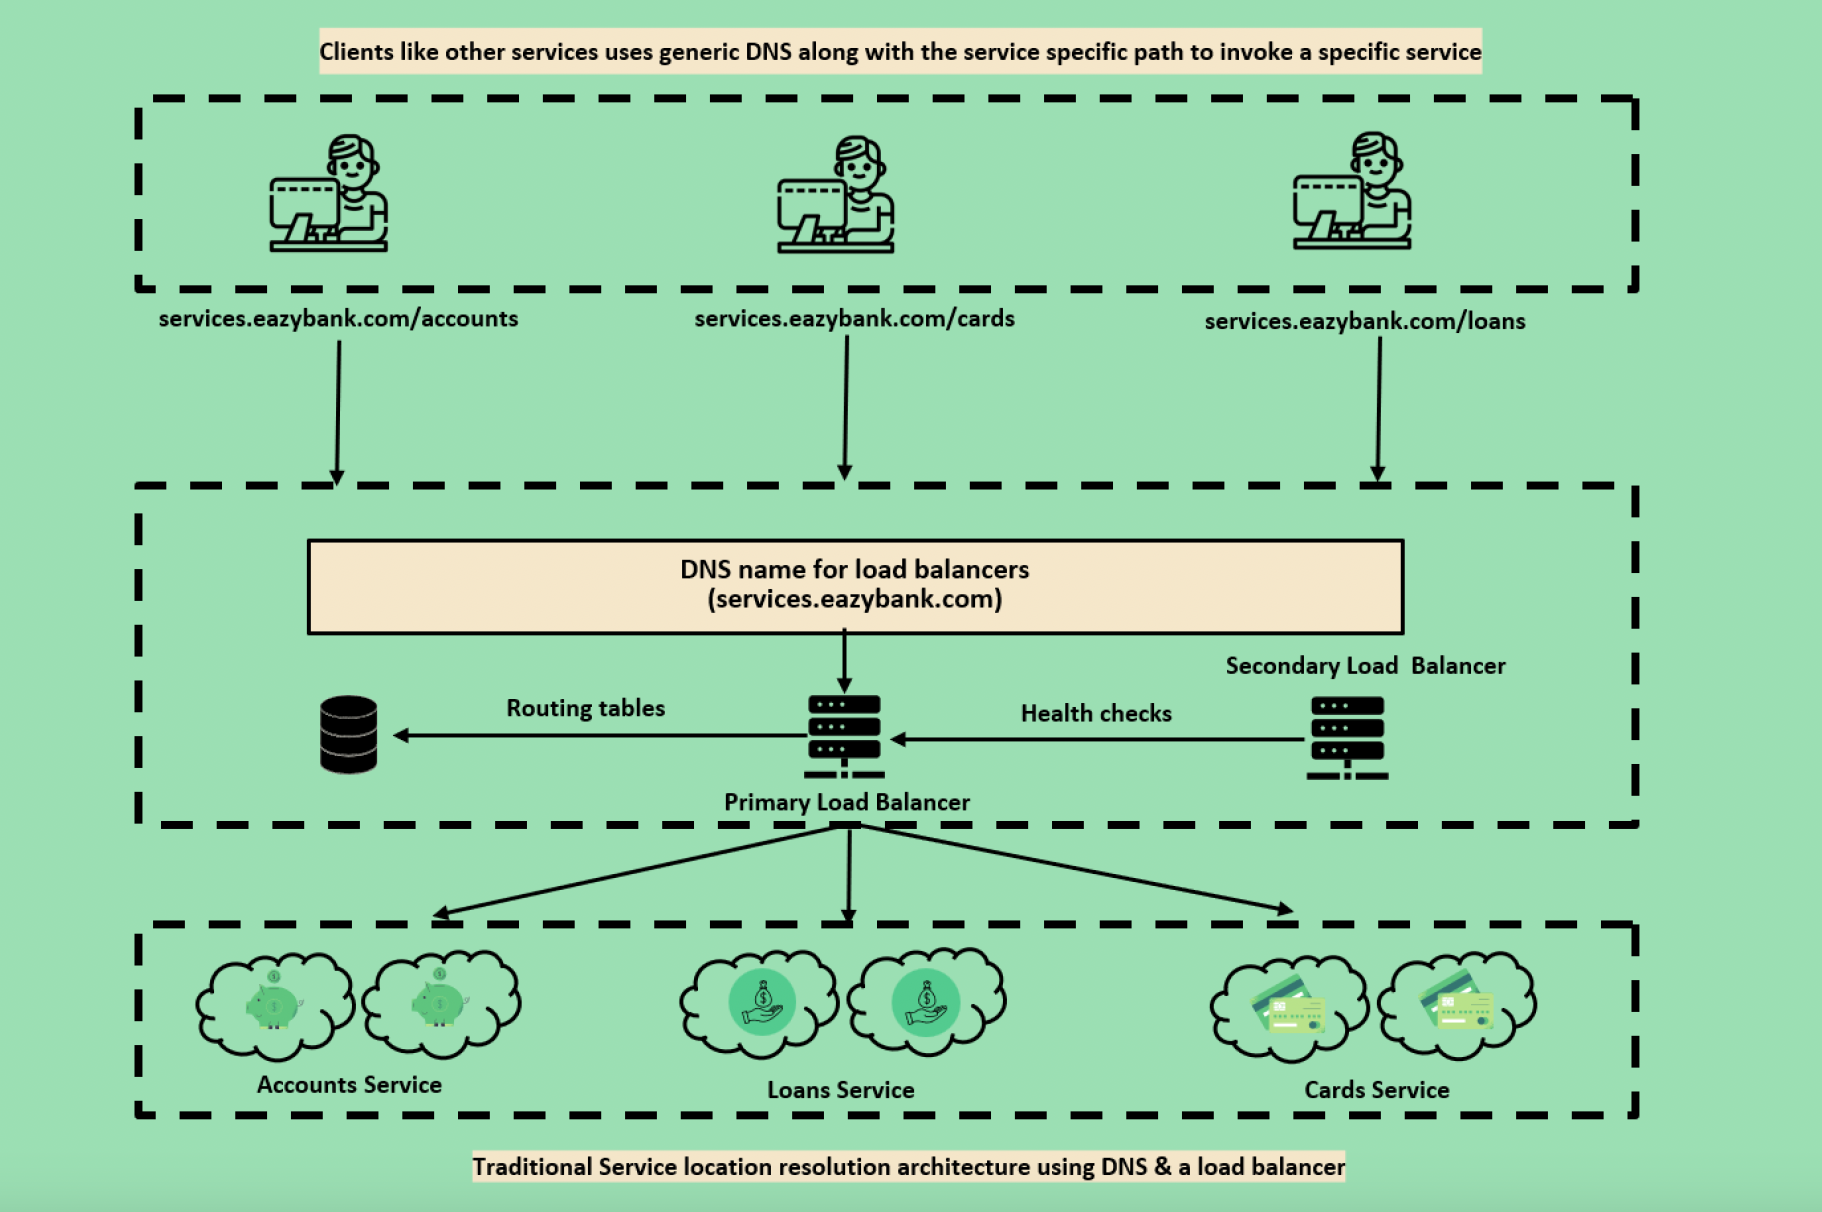 Clients like other services uses generic DNS along with the service specific path to invoke a specific service
services.eazybank.com/accounts
services.eazybank.com/cards
services.eazybank.com/loans
DNS name for load balancers
(services.eazybank.com)
Secondary Load Balancer
Routing tables
Health checks
Primary Load Balancer
Accounts Service
Loans Service
Cards Service
Traditional Service location resolution architecture using DNS & a load balancer